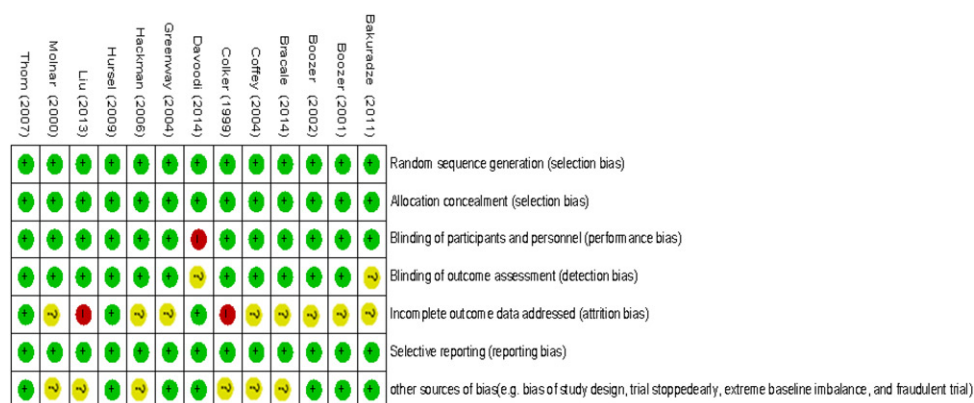 Thom (2007)
Molnar (2000)
Liu (2013)
Hursel (2009)
Hackman (2006)
Greenway (2004)
Davoodi (2014)
Colker (1999)
Coffey (2004)
Bracale (2014)
Boozer (2002)
Boozer (2001)
Bakuradze (2011)
+ + + + + + + + + + + + + Random sequence generation (selection bias)
+ + + + + + + + + + + + + Allocation concealment (selection bias)
+ + + + + + - + + + + + + Blinding of participants and personnel (performance bias)
+ + + + + + ? + + + + + ? Blinding of outcome assessment (detection bias)
+ ? - + ? ? + - ? ? ? ? ? Incomplete outcome data addressed (attrition bias)
+ + + + + + + + + + + + + Selective reporting (reporting bias)
+ ? ? + ? + + ? ? ? + + + other sources of bias(e.g. bias of study design, trial stoppedearly, extreme baseline imbalance, and fraudulent trial)